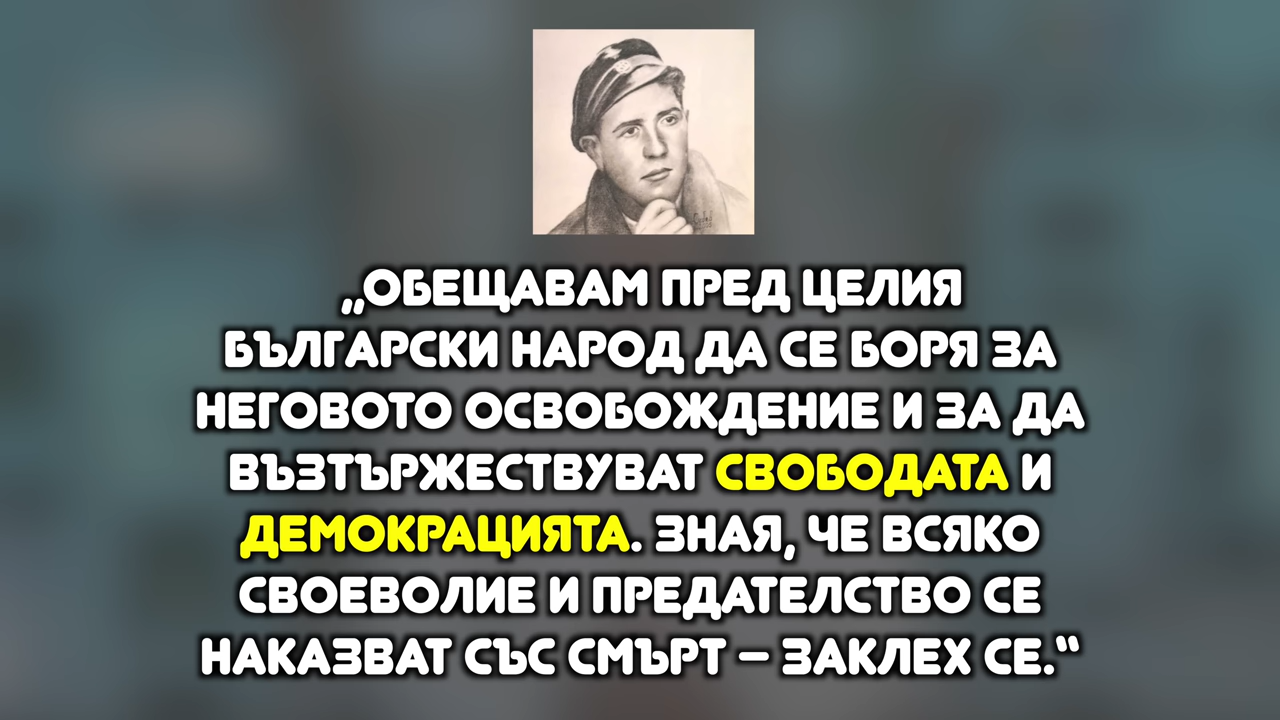 „ОБЕЩАВАМ ПРЕД ЦЕЛИЯ
БЪЛГАРСКИ НАРОД ДА СЕ БОРЯ ЗА
НЕГОВОТО ОСВОБОЖДЕНИЕ И ЗА ДА
ВЪЗТЪРЖЕСТВУВАТ СВОБОДАТА И
ДЕМОКРАЦИЯТА. ЗНАЯ, ЧЕ ВСЯКО
СВОЕВОЛИЕ И ПРЕДАТЕЛСТВО СЕ
НАКАЗВАТ СЪС СМЪРТ – ЗАКЛЕХ СЕ.“